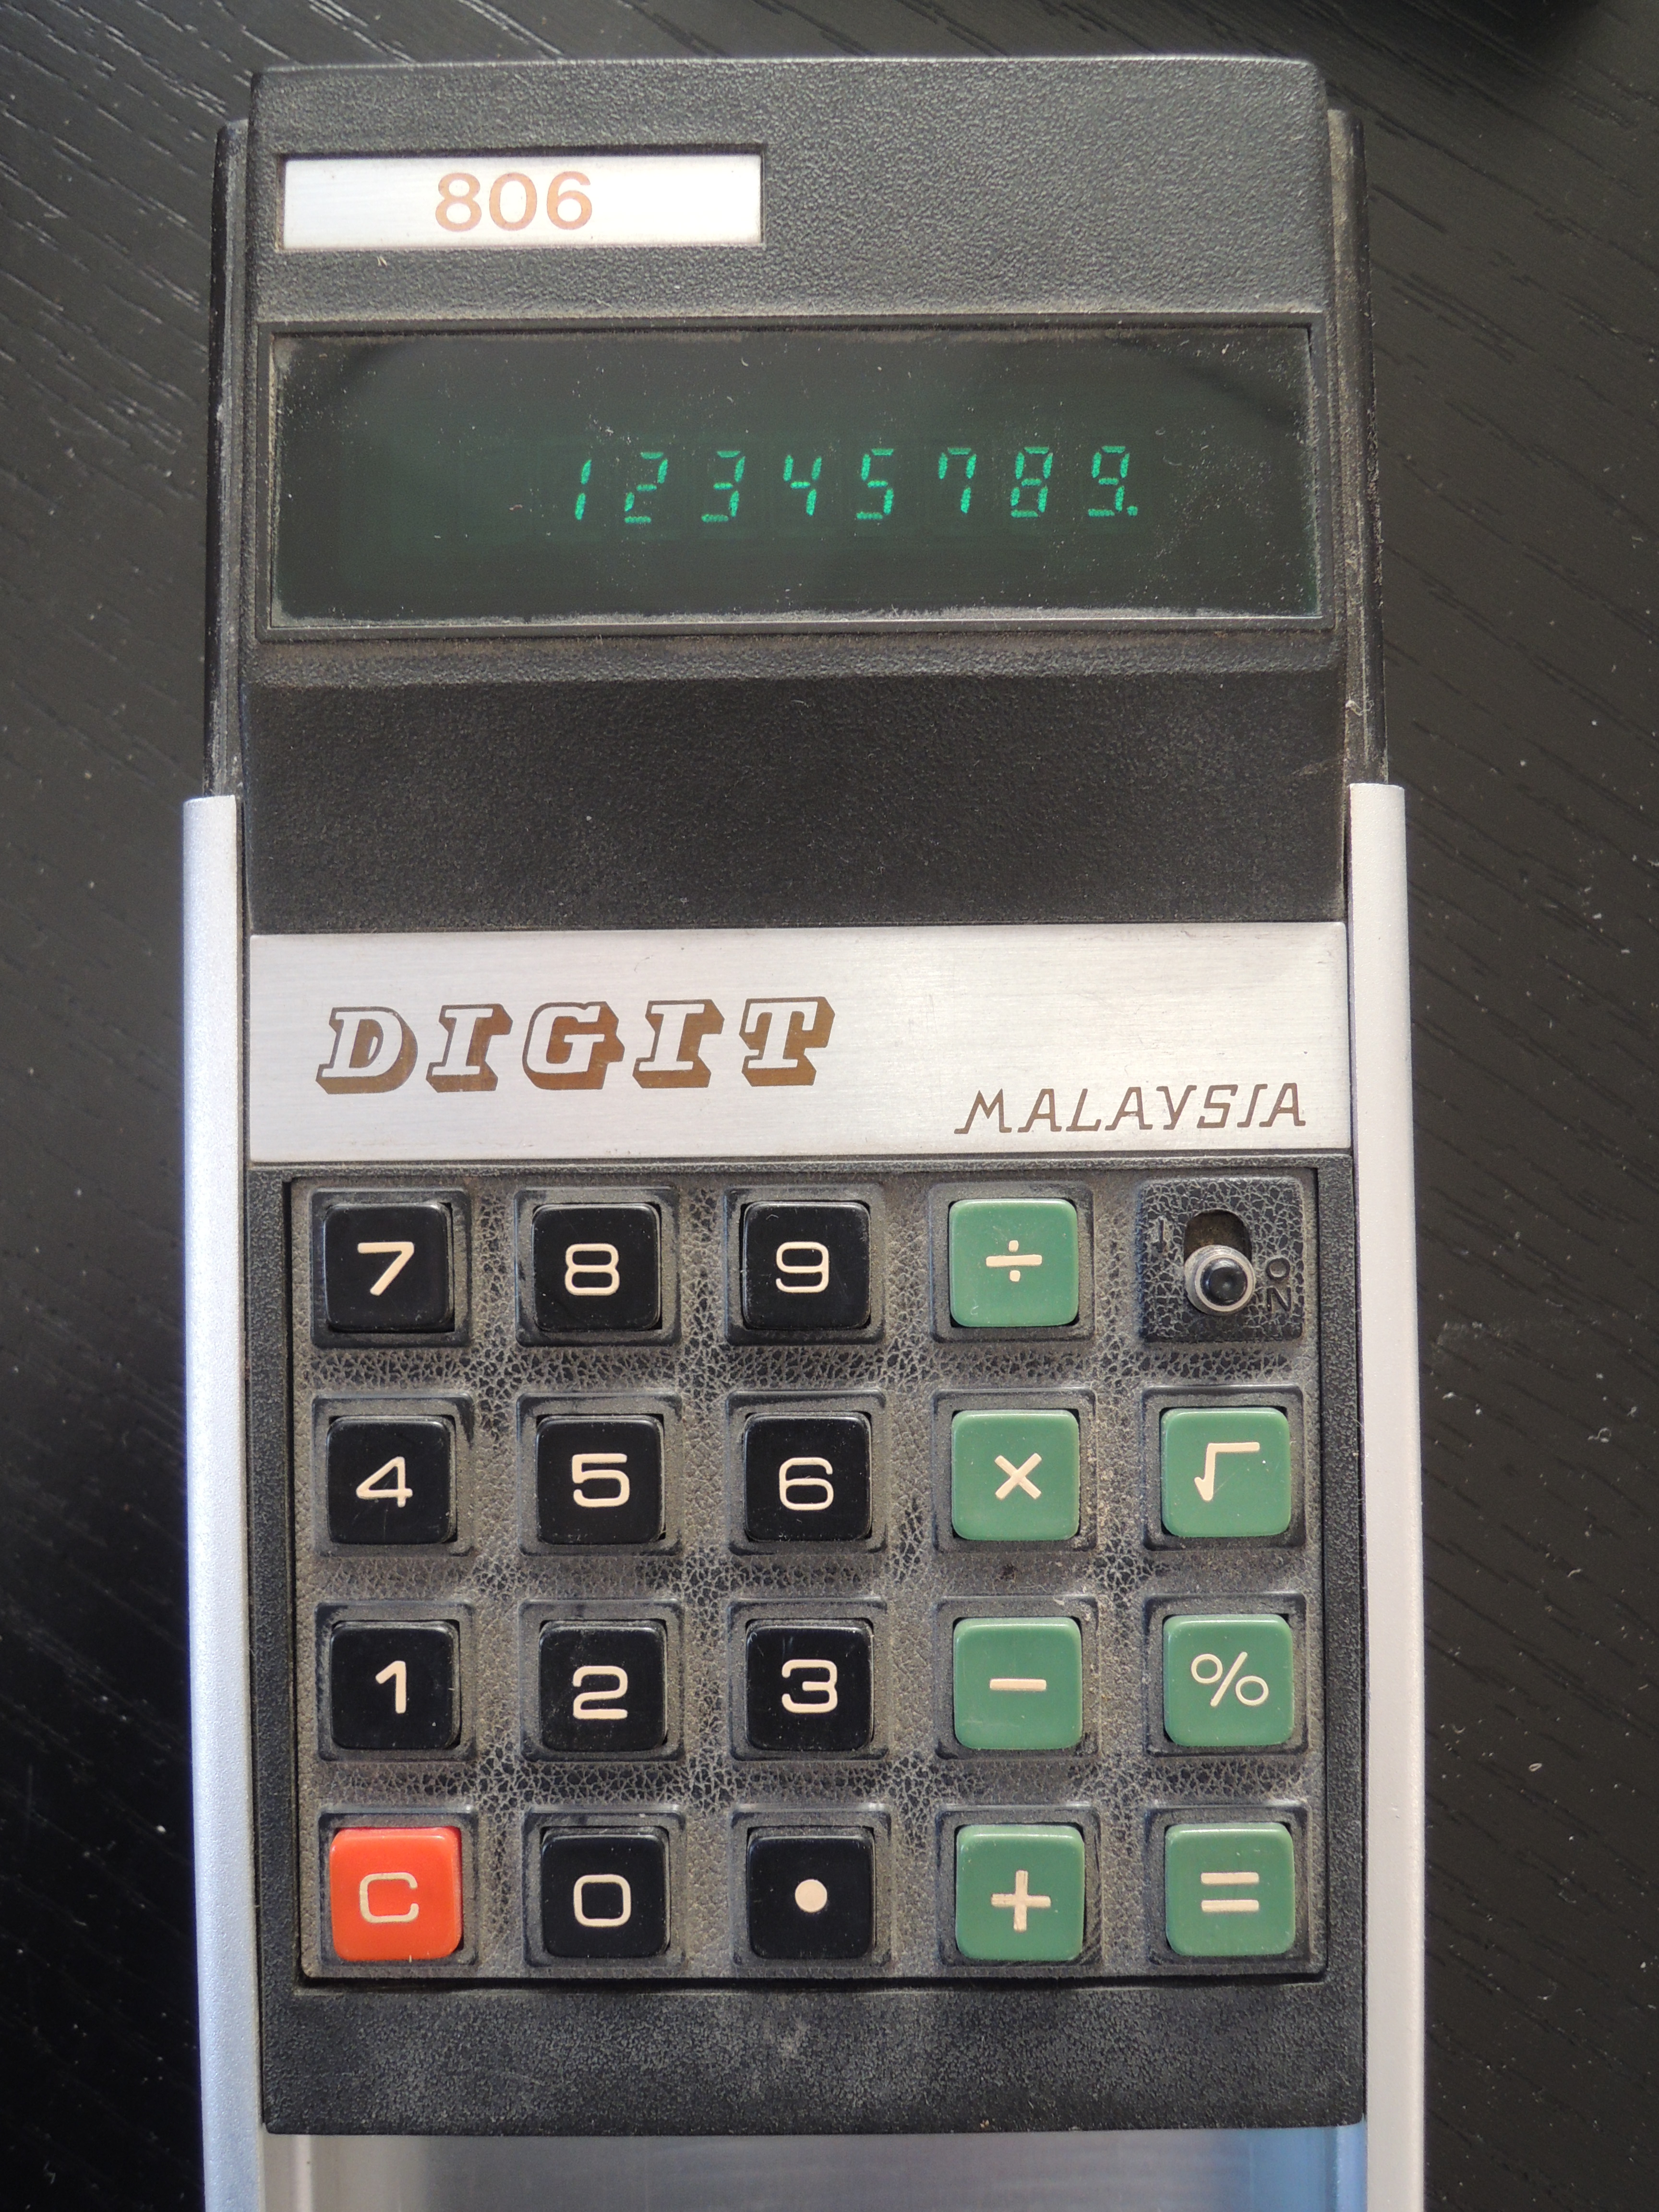 806
12345789.
DIGIT
MALAYSIA
7 8 9 ÷ I ON
4 5 6 × √
1 2 3 − %
C 0 • + =